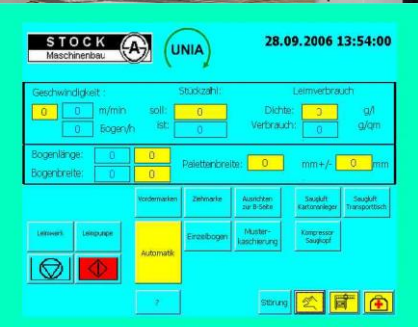 STOCK
Maschinenbau
A
UNIA
28.09.2006 13:54:00
Geschwindigkeit : Stückzahl: Leimverbrauch
0 0 m/min soll: 0 Dichte: 0 g/l
0 Bogen/h ist: 0 Verbrauch: 0 g/qm
Bogenlänge: 0 0
Palettenbreite: 0 mm+/- 0 mm
Bogenbreite: 0 0
Vordermarken Ziehmarke Ausrichten zur B-Seite Saugluft Kartonanleger Saugluft Transporttisch
Leimwerk Leimpumpe Automatik Einzelbogen Muster-kaschierung Kompressor Saugkopf
? Störung